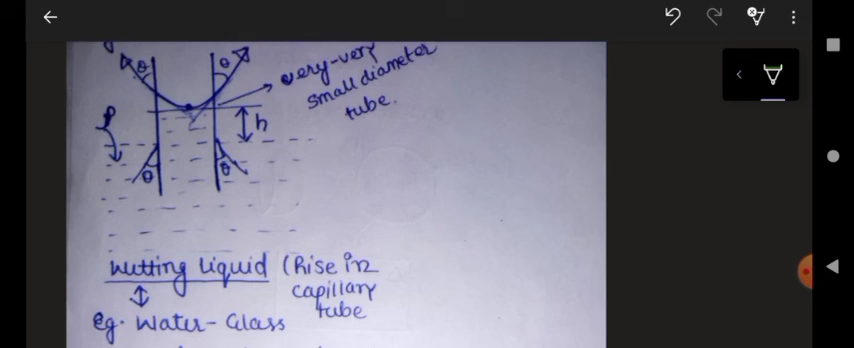 θ θ
very-very
small diameter
tube.
ρ
h
θ θ
Wetting Liquid (Rise in
capillary
tube
eg. Water-Glass